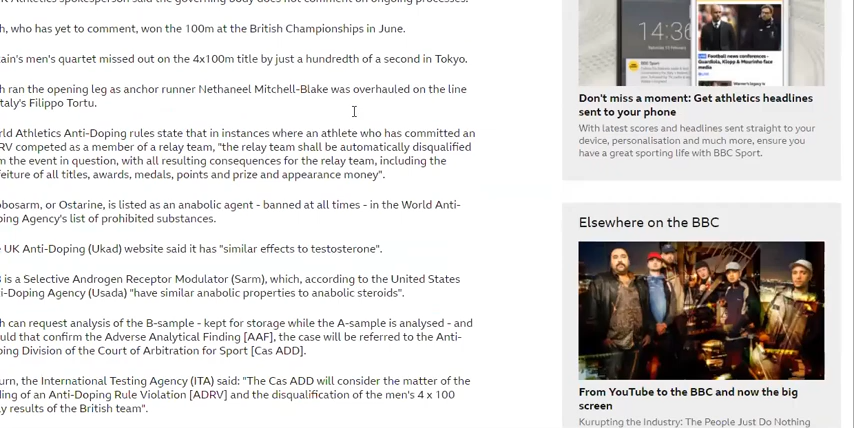 Athletics spokesperson said the governing body does not comment on ongoing processes.
who has yet to comment, won the 100m at the British Championships in June.
men's quartet missed out on the 4x100m title by just a hundredth of a second in Tokyo.
ran the opening leg as anchor runner Nethaneel Mitchell-Blake was overhauled on the line
Filippo Tortu.
Athletics Anti-Doping rules state that in instances where an athlete who has committed an
competed as a member of a relay team, "the relay team shall be automatically disqualified
the event in question, with all resulting consequences for the relay team, including the
of all titles, awards, medals, points and prize and appearance money".
or Ostarine, is listed as an anabolic agent - banned at all times - in the World Anti-
Agency's list of prohibited substances.
UK Anti-Doping (Ukad) website said it has "similar effects to testosterone".
is a Selective Androgen Receptor Modulator (Sarm), which, according to the United States
Anti-Doping Agency (Usada) "have similar anabolic properties to anabolic steroids".
can request analysis of the B-sample - kept for storage while the A-sample is analysed - and
that confirm the Adverse Analytical Finding [AAF], the case will be referred to the Anti-
Division of the Court of Arbitration for Sport [Cas ADD].
the International Testing Agency (ITA) said: "The Cas ADD will consider the matter of the
of an Anti-Doping Rule Violation [ADRV] and the disqualification of the men's 4 x 100
results of the British team".
14:36
Football news conferences -
Guardiola, Klopp & Mourinho face
media
Don't miss a moment: Get athletics headlines
sent to your phone
With latest scores and headlines sent straight to your
device, personalisation and much more, ensure you
have a great sporting life with BBC Sport.
Elsewhere on the BBC
From YouTube to the BBC and now the big
screen
Kurupting the Industry: The People Just Do Nothing